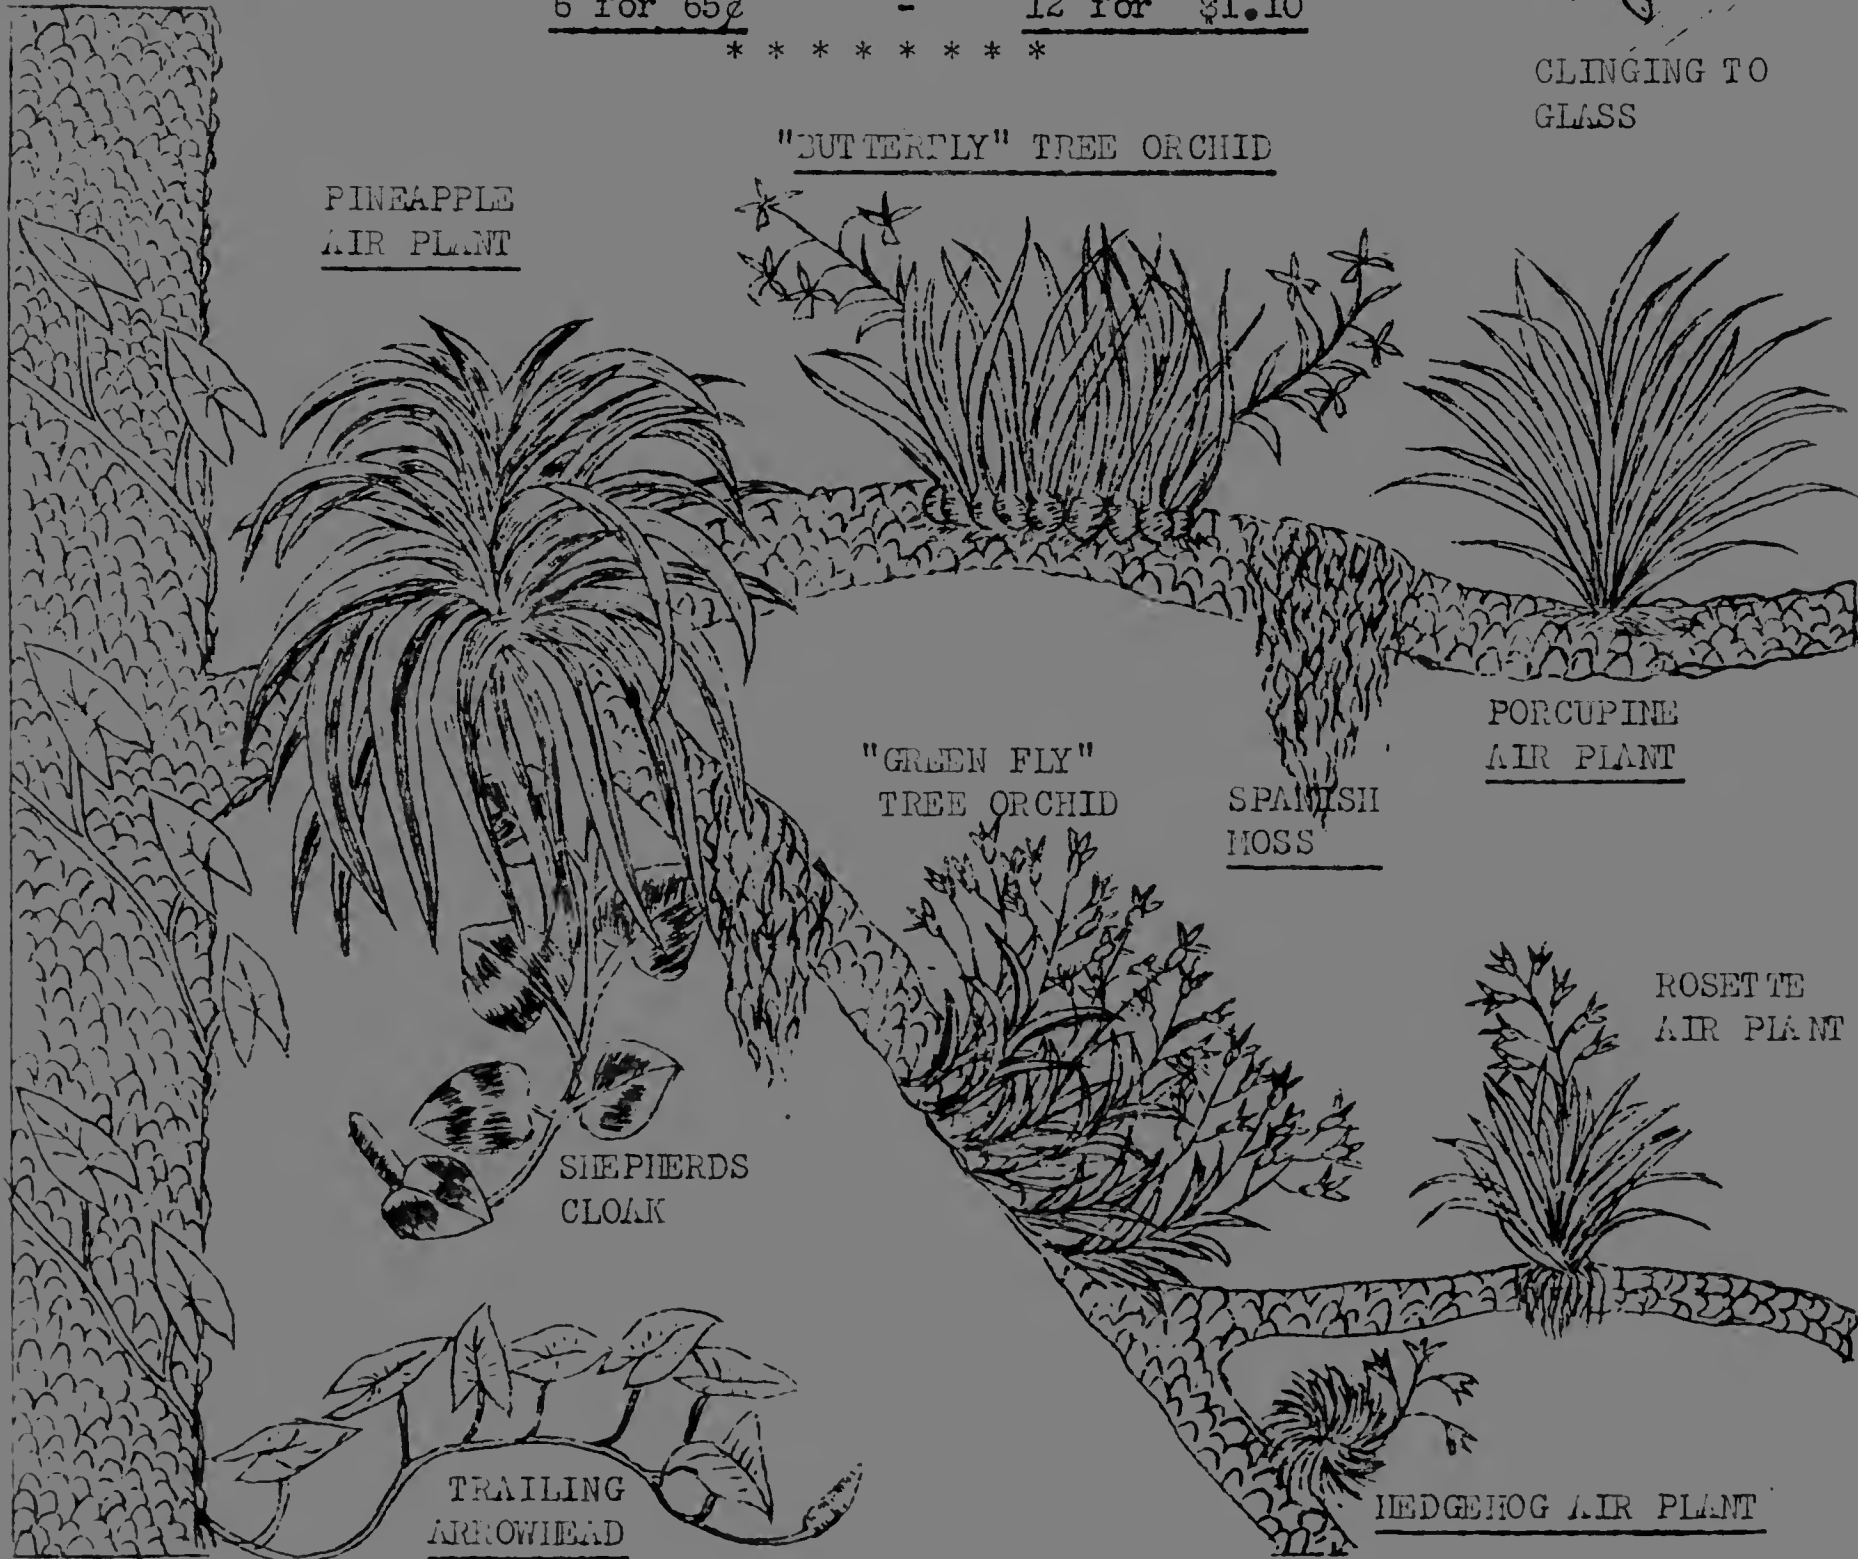 6 for 65¢ - 12 for $1.10
* * * * * * * *
CLINGING TO
GLASS
"BUTTERFLY" TREE ORCHID
PINEAPPLE
AIR PLANT
PORCUPINE
AIR PLANT
"GREEN FLY"
TREE ORCHID
SPANISH
MOSS
ROSETTE
AIR PLANT
SHEPHERDS
CLOAK
TRAILING
ARROWHEAD
HEDGEHOG AIR PLANT